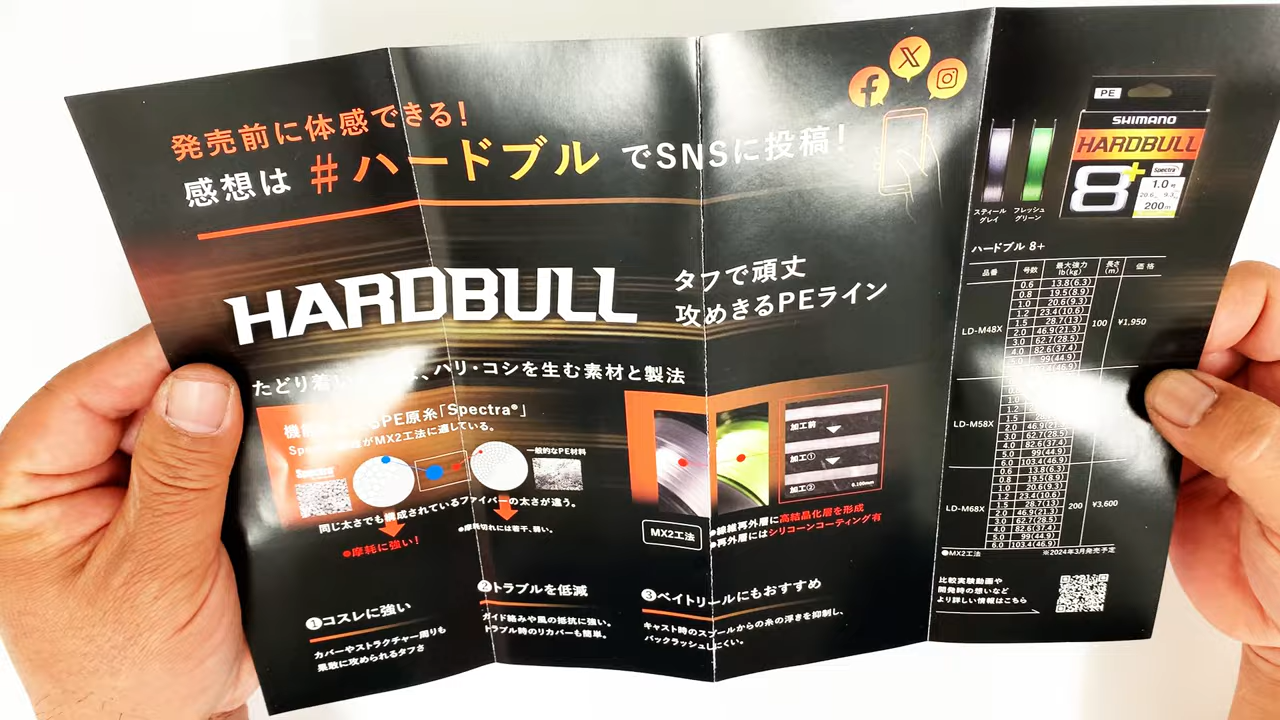 発売前に体感できる!
感想は #ハードブル でSNSに投稿!
HARDBULL
タフで頑丈
攻めきるPEライン
たどり着い
ハリ・コシを生む素材と製法
PE原糸「Spectra®」
がMX2工法に適している。
Spectra
一般的なPE材料
同じ太さでも構成されているファイバーの太さが違う。
●摩耗に強い!
●摩耗切れには若干、弱い。
加工前
加工①
加工②
0.100mm
MX2工法
●線維再外層に高結晶化層を形成
●再外層にはシリコーンコーティング有
❶コスレに強い
カバーやストラクチャー周りも
果敢に攻められるタフさ
❷トラブルを低減
ガイド絡みや風の抵抗に強い。
トラブル時のリカバーも簡単。
❸ベイトリールにもおすすめ
キャスト時のスプールからの糸の浮きを抑制し、
バックラッシュしにくい。
PE
SHIMANO
HARDBULL
8+
Spectra
1.0号
200m
スティール
グレイ
フレッシュ
グリーン
ハードブル 8+
品番 号数 最大強力 lb(kg) 長さ(m) 価格
0.6 13.8(6.3)
0.8 19.5(8.9)
1.0 20.6(9.3)
1.2 23.4(10.6)
LD-M48X 1.5 28.7(13) 100 ¥1,950
2.0 46.9(21.3)
3.0 62.7(28.5)
4.0 82.6(37.4)
5.0 99(44.9)
1.0
1.2
LD-M58X 1.5
2.0 46.9(21.3)
3.0 62.7(28.5)
4.0 82.6(37.4)
5.0 99(44.9)
6.0 103.4(46.9)
0.6 13.8(6.3)
0.8 19.5(8.9)
1.0 20.6(9.3)
1.2 23.4(10.6)
LD-M68X 1.5 28.7(13) 200 ¥3,600
2.0 46.9(21.3)
3.0 62.7(28.5)
4.0 82.6(37.4)
5.0 99(44.9)
6.0 103.4(46.9)
●MX2工法 ※2024年3月発売予定
比較実験動画や
開発時の想いなど
より詳しい情報はこちら